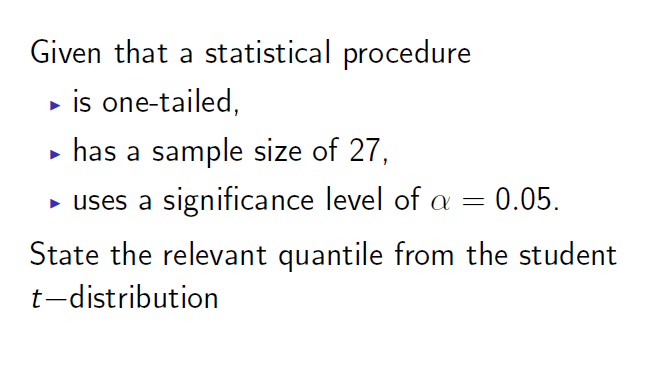 Given that a statistical procedure
▶ is one-tailed,
▶ has a sample size of 27,
▶ uses a significance level of α = 0.05.
State the relevant quantile from the student
t−distribution